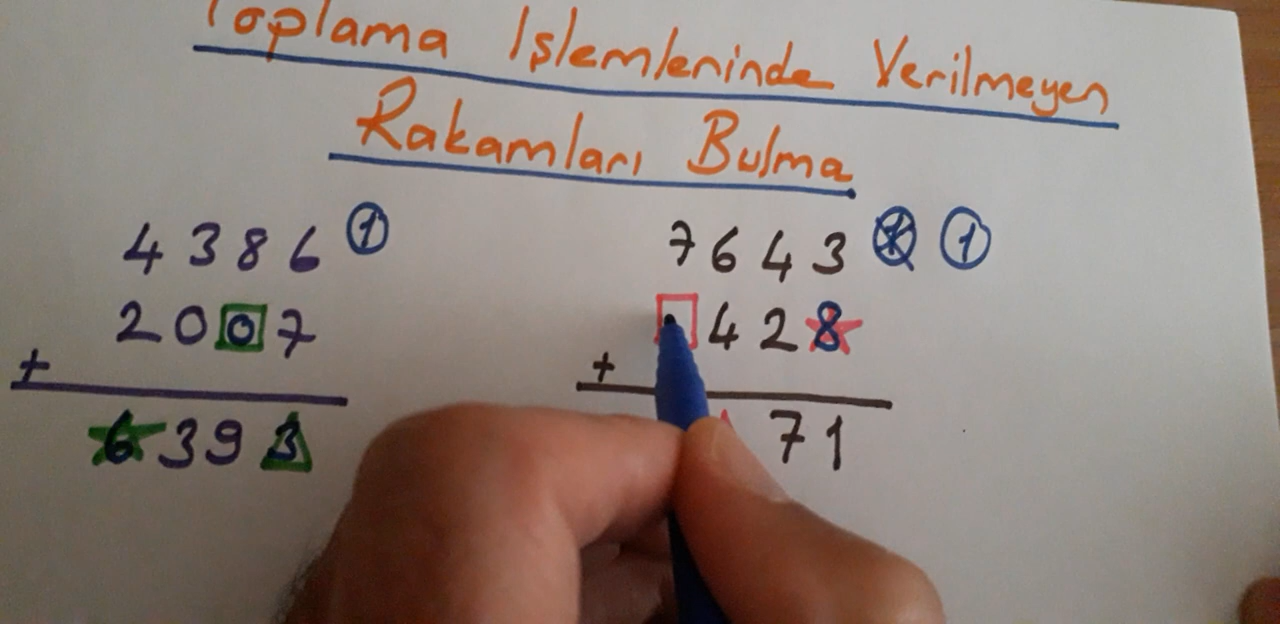 Toplama İşlemlerinde Verilmeyen
Rakamları Bulma
4386 1
2007
+
6393
7643 1 1
428
+
71